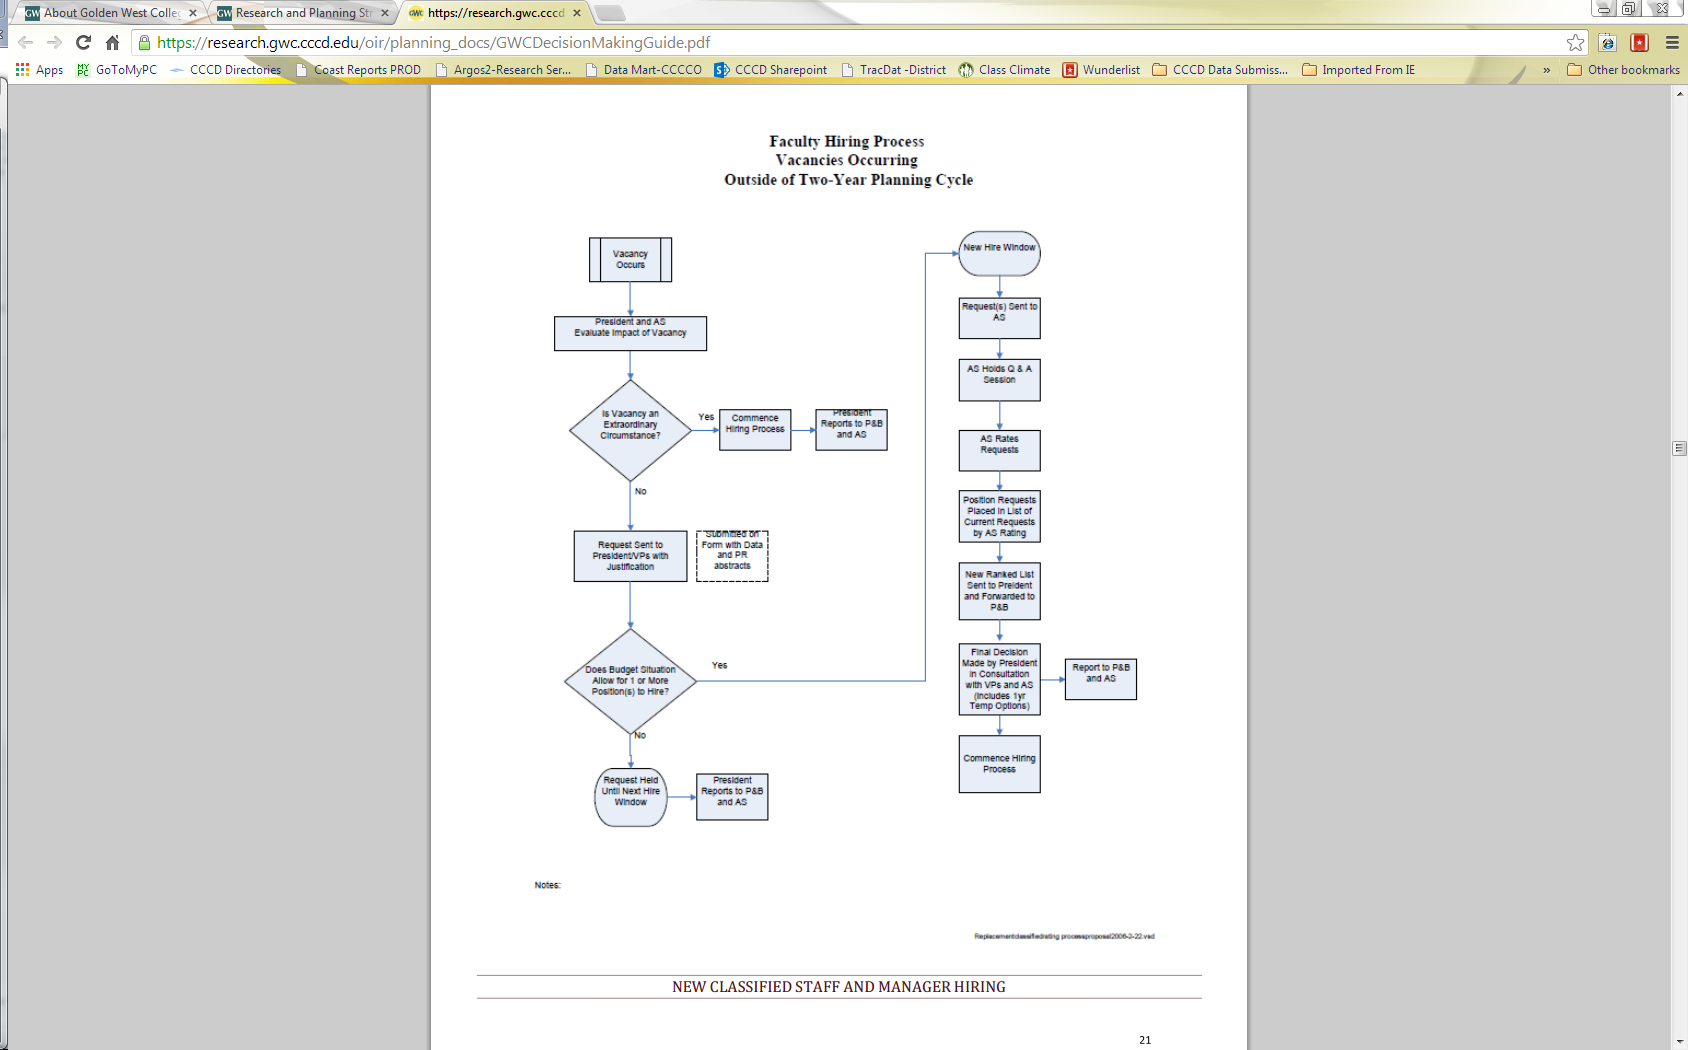 About Golden West Colle
Research and Planning Str
https://research.gwc.cccd
https://research.gwc.cccd.edu/oir/planning_docs/GWCDecisionMakingGuide.pdf
Apps
GoToMyPC
CCCD Directories
Coast Reports PROD
Argos2-Research Ser...
Data Mart-CCCCO
CCCD Sharepoint
TracDat -District
Class Climate
Wunderlist
CCCD Data Submiss...
Imported From IE
»
Other bookmarks
Faculty Hiring Process
Vacancies Occurring
Outside of Two-Year Planning Cycle
Vacancy
Occurs
President and AS
Evaluate Impact of Vacancy
Is Vacancy an
Extraordinary
Circumstance?
Yes
Commence
Hiring Process
President
Reports to P&B
and AS
No
Request Sent to
President/VPs with
Justification
Submitted on
Form with Data
and PR
abstracts
Does Budget Situation
Allow for 1 or More
Position(s) to Hire?
Yes
No
Request Held
Until Next Hire
Window
President
Reports to P&B
and AS
New Hire Window
Request(s) Sent to
AS
AS Holds Q & A
Session
AS Rates
Requests
Position Requests
Placed in List of
Current Requests
by AS Rating
New Ranked List
Sent to Preident
and Forwarded to
P&B
Final Decision
Made by President
in Consultation
with VPs and AS
(Includes 1yr
Temp Options)
Report to P&B
and AS
Commence Hiring
Process
Notes:
Replacementclassifiedrating processproposal2006-2-22.vsd
NEW CLASSIFIED STAFF AND MANAGER HIRING
21